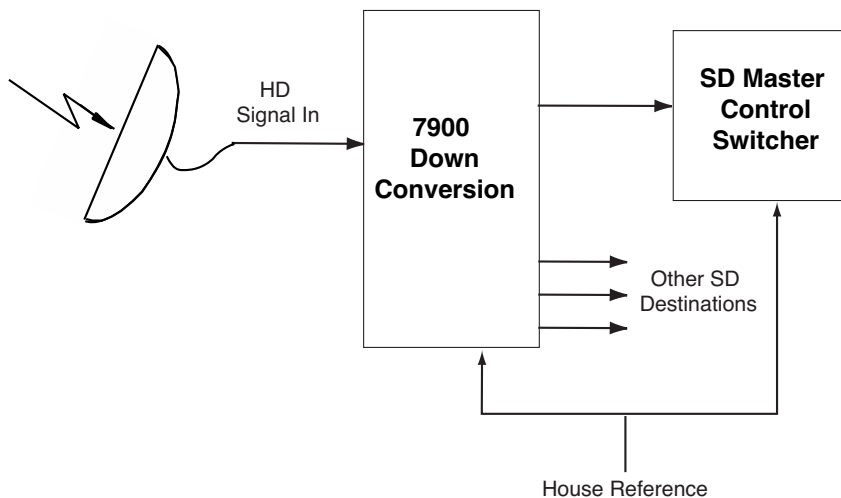 HD
Signal In
7900
Down
Conversion
SD Master
Control
Switcher
Other SD
Destinations
House Reference